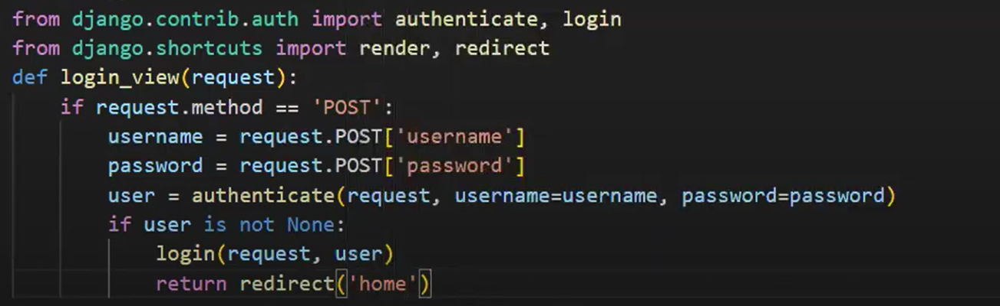 from django.contrib.auth import authenticate, login
from django.shortcuts import render, redirect
def login_view(request):
    if request.method == 'POST':
        username = request.POST['username']
        password = request.POST['password']
        user = authenticate(request, username=username, password=password)
        if user is not None:
            login(request, user)
            return redirect('home')